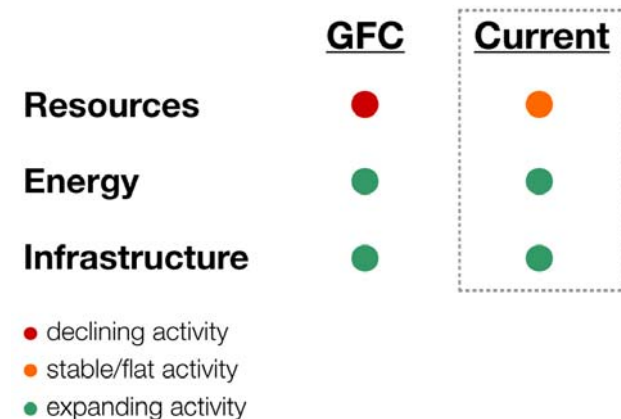 GFC Current
Resources
Energy
Infrastructure
declining activity
stable/flat activity
expanding activity